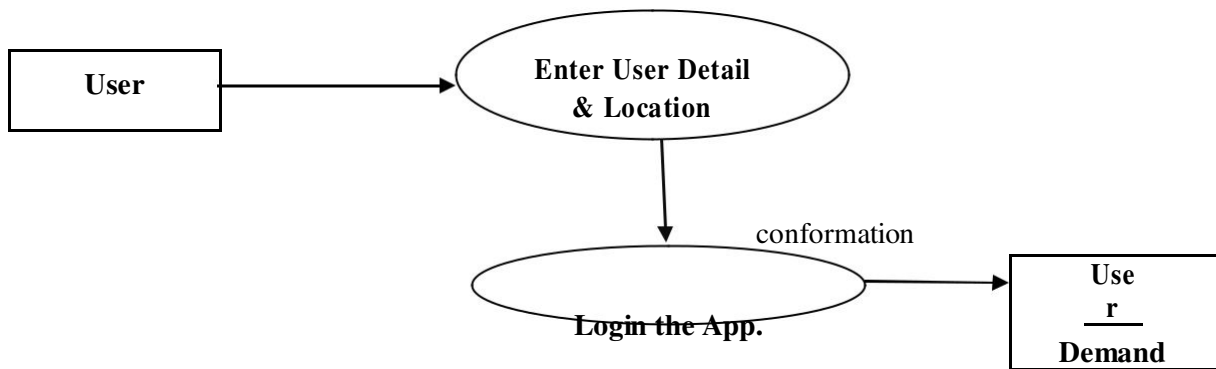 User
Enter User Detail
& Location
conformation
Login the App.
Use
r
Demand